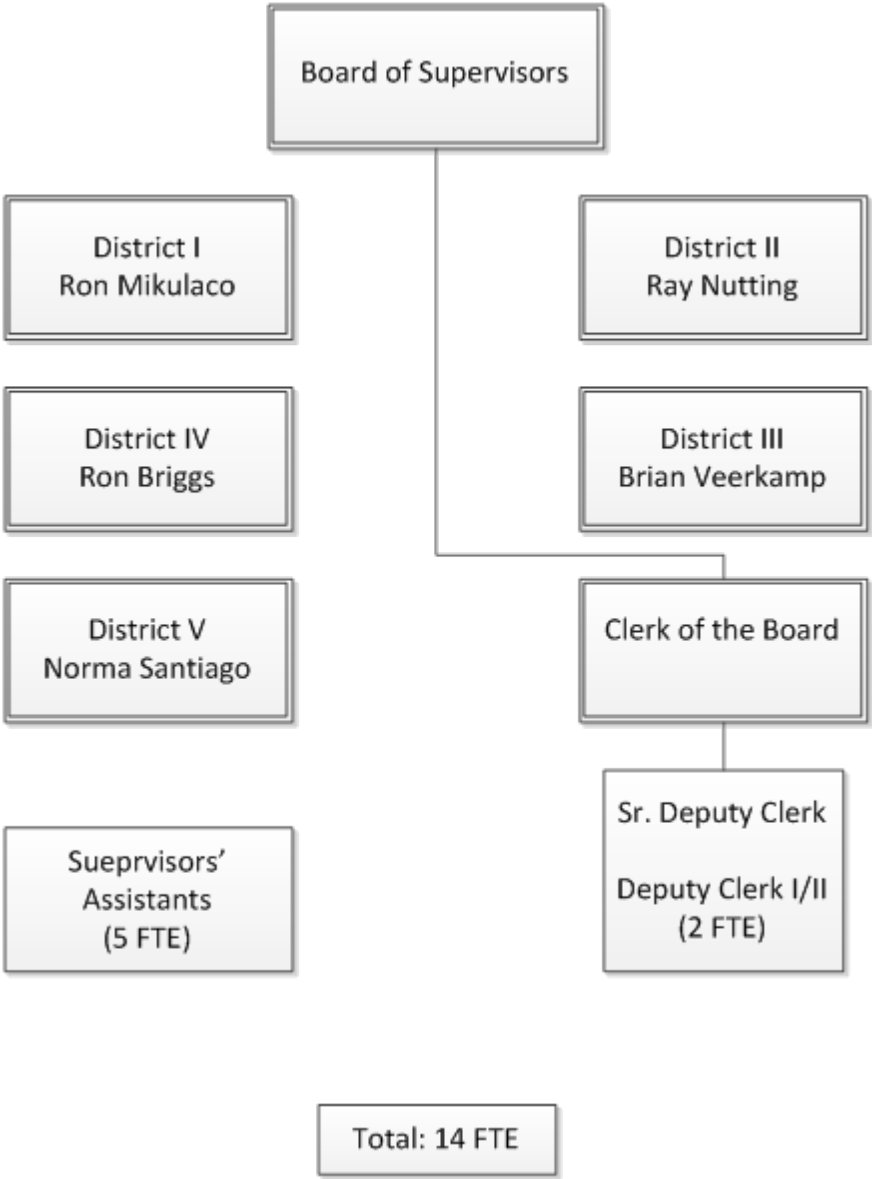 Board of Supervisors
District I
Ron Mikulaco
District II
Ray Nutting
District IV
Ron Briggs
District III
Brian Veerkamp
District V
Norma Santiago
Clerk of the Board
Sueprvisors’
Assistants
(5 FTE)
Sr. Deputy Clerk
Deputy Clerk I/II
(2 FTE)
Total: 14 FTE